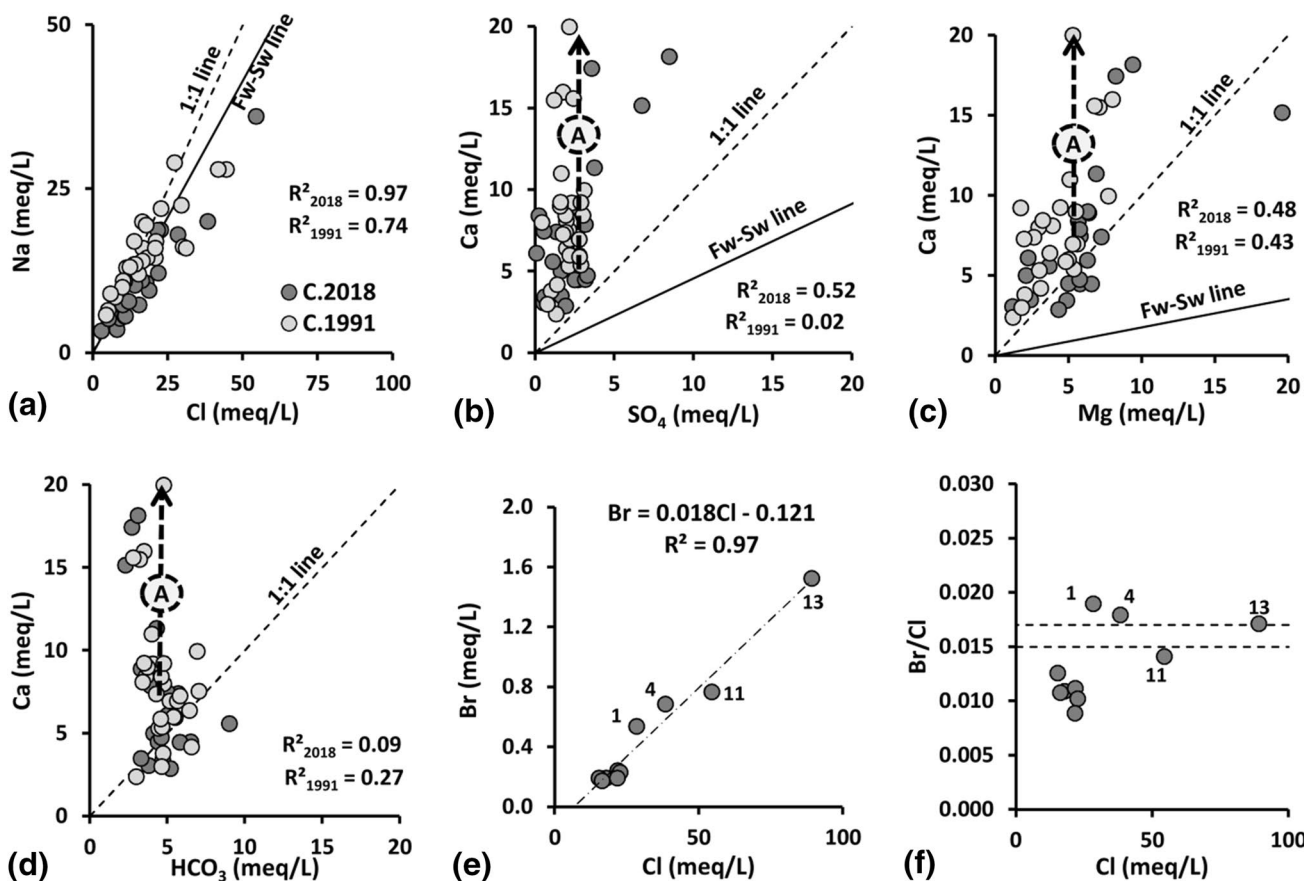 50
25
0
0 25 50 75 100
Na (meq/L)
Cl (meq/L)
1:1 line
Fw-Sw line
R²2018 = 0.97
R²1991 = 0.74
C.2018
C.1991
(a)
20
15
10
5
0
0 5 10 15 20
Ca (meq/L)
SO₄ (meq/L)
A
1:1 line
Fw-Sw line
R²2018 = 0.52
R²1991 = 0.02
(b)
20
15
10
5
0
0 5 10 15 20
Ca (meq/L)
Mg (meq/L)
A
1:1 line
Fw-Sw line
R²2018 = 0.48
R²1991 = 0.43
(c)
20
15
10
5
0
0 5 10 15 20
Ca (meq/L)
HCO₃ (meq/L)
A
1:1 line
R²2018 = 0.09
R²1991 = 0.27
(d)
2.0
1.6
1.2
0.8
0.4
0.0
0 50 100
Br (meq/L)
Cl (meq/L)
Br = 0.018Cl - 0.121
R² = 0.97
13
4
11
1
(e)
0.030
0.025
0.020
0.015
0.010
0.005
0.000
0 50 100
Br/Cl
Cl (meq/L)
1
4
13
11
(f)